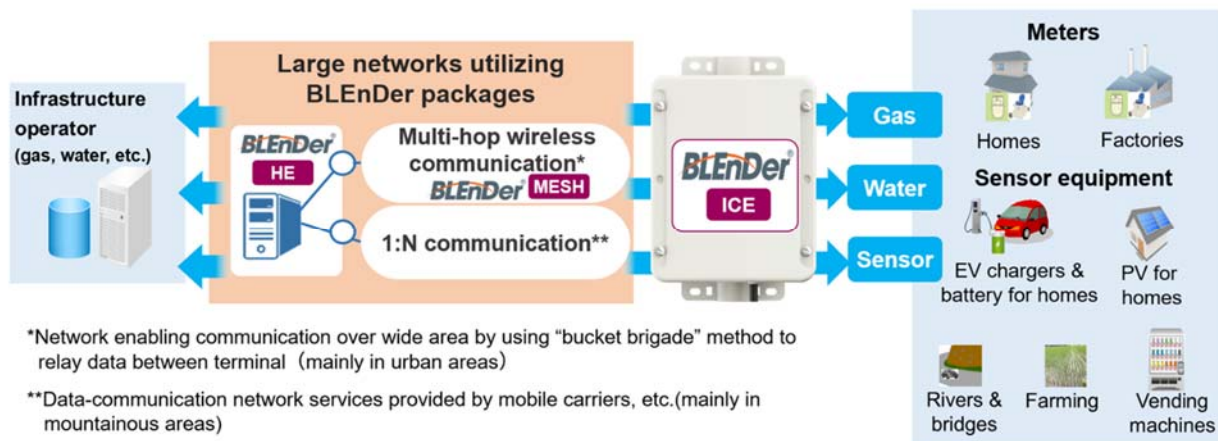 Infrastructure
operator
(gas, water, etc.)
Large networks utilizing
BLEnDer packages
BLEnDer®
HE
Multi-hop wireless
communication*
BLEnDer® MESH
1:N communication**
BLEnDer®
ICE
Gas
Water
Sensor
Meters
Homes
Factories
Sensor equipment
EV chargers &
battery for homes
PV for
homes
Rivers &
bridges
Farming
Vending
machines
*Network enabling communication over wide area by using “bucket brigade” method to
relay data between terminal（mainly in urban areas）
**Data-communication network services provided by mobile carriers, etc.(mainly in
mountainous areas)